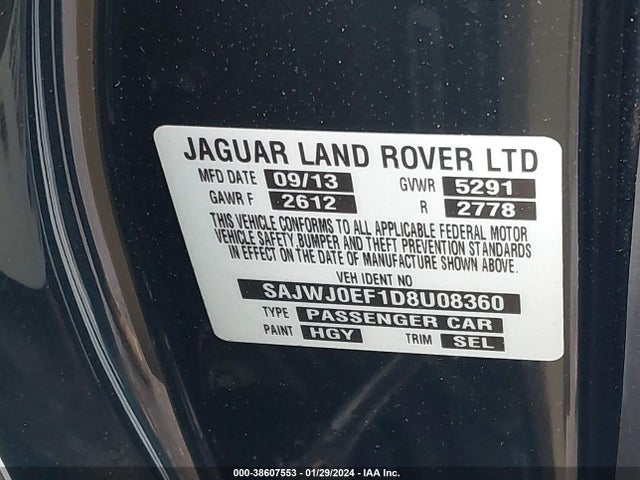 JAGUAR LAND ROVER LTD
MFD DATE 09/13 GVWR 5291
GAWR F 2612 R 2778
THIS VEHICLE CONFORMS TO ALL APPLICABLE FEDERAL MOTOR
VEHICLE SAFETY, BUMPER AND THEFT PREVENTION STANDARDS
IN EFFECT ON THE DATE OF MANUFACTURE SHOWN ABOVE.
VEH IDENT NO
SAJWJ0EF1D8U08360
TYPE PASSENGER CAR
PAINT HGY TRIM SEL
000-38607553 - 01/29/2024 - IAA Inc.